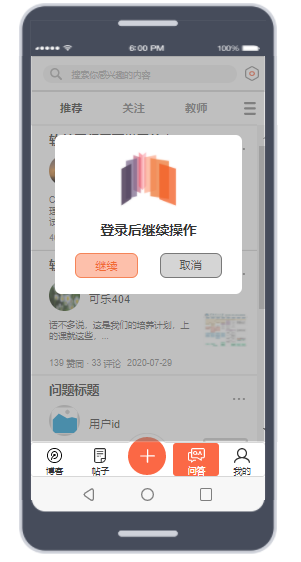 6:00 PM
100%
搜索你感兴趣的内容
推荐
关注
教师
登录后继续操作
继续
取消
可乐404
话不多说，这是我们的培养计划，上
的课就这些，...
139 赞同 · 33 评论 2020-07-29
问题标题
用户id
博客
帖子
问答
我的